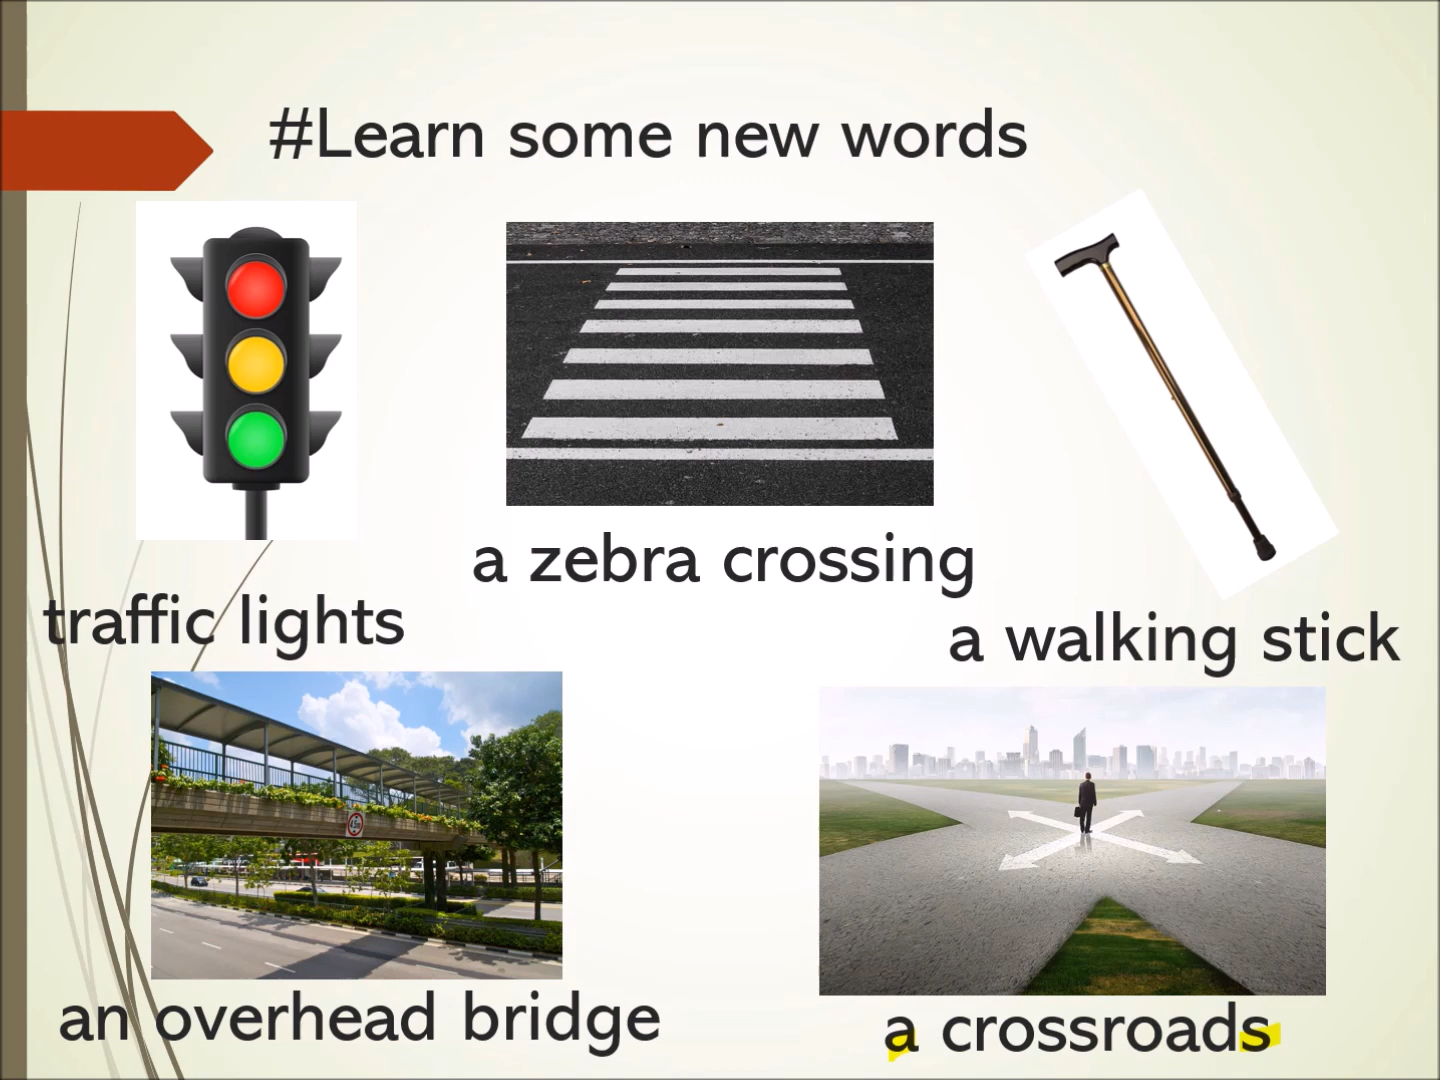 #Learn some new words
a zebra crossing
traffic lights
a walking stick
an overhead bridge
a crossroads